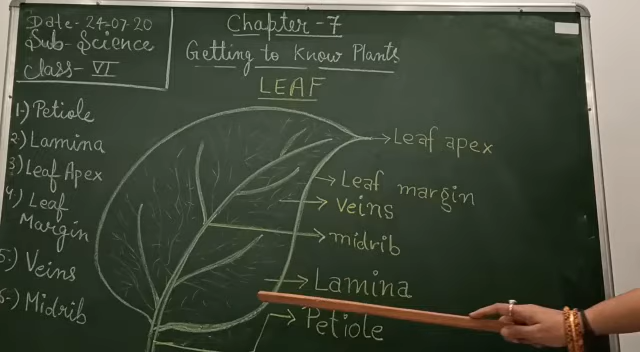 Date- 24-07-20
Sub- Science
Class- VI
Chapter -7
Getting to Know Plants
LEAF
1.) Petiole
2.) Lamina
3.) Leaf Apex
4.) Leaf
Margin
5.) Veins
6.) Midrib
Leaf apex
Leaf margin
veins
midrib
Lamina
Petiole